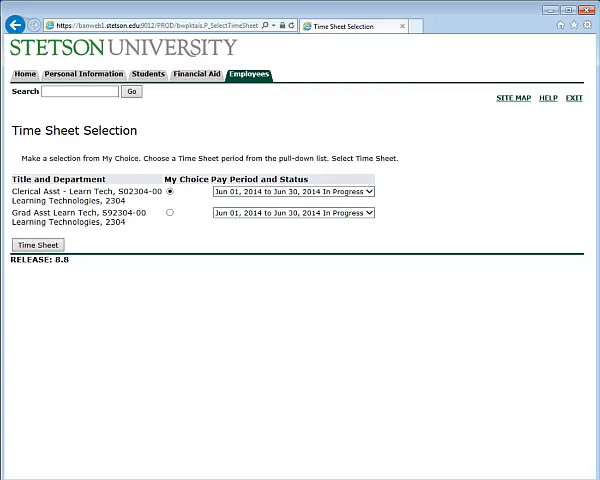 https://banweb1.stetson.edu:9012/PROD/bwpktais.P_SelectTimeSheet
Time Sheet Selection
STETSON UNIVERSITY
Home Personal Information Students Financial Aid Employees
Search Go
SITE MAP HELP EXIT
Time Sheet Selection
Make a selection from My Choice. Choose a Time Sheet period from the pull-down list. Select Time Sheet.
Title and Department My Choice Pay Period and Status
Clerical Asst - Learn Tech, S02304-00 Jun 01, 2014 to Jun 30, 2014 In Progress
Learning Technologies, 2304
Grad Asst Learn Tech, S92304-00 Jun 01, 2014 to Jun 30, 2014 In Progress
Learning Technologies, 2304
Time Sheet
RELEASE: 8.8